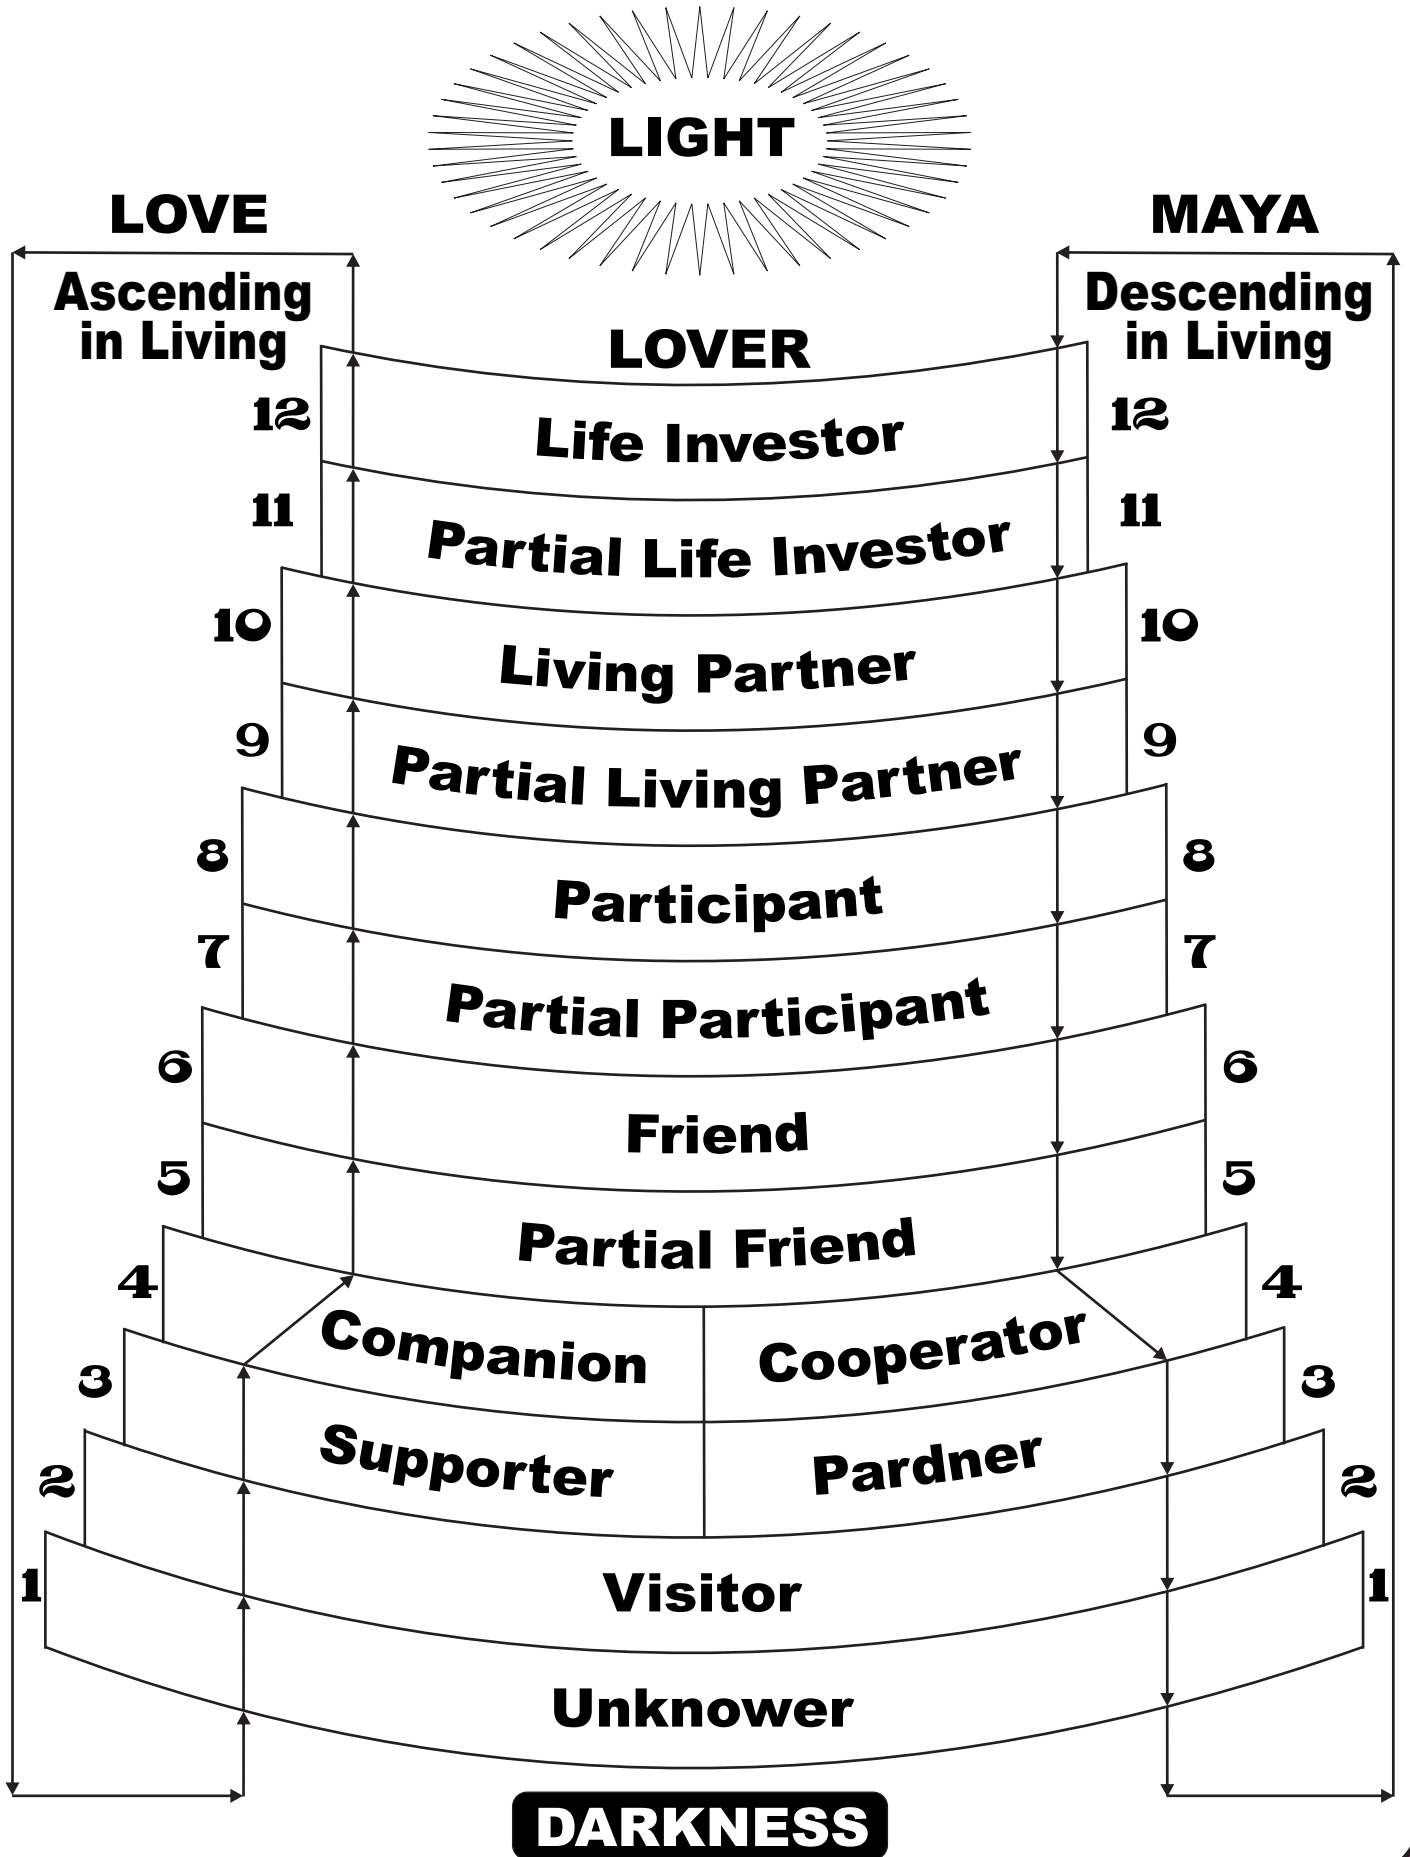 LIGHT
LOVE
MAYA
Ascending
in Living
Descending
in Living
LOVER
12 Life Investor 12
11 Partial Life Investor 11
10 Living Partner 10
9 Partial Living Partner 9
8 Participant 8
7 Partial Participant 7
6 Friend 6
5 Partial Friend 5
4 Companion Cooperator 4
3 Supporter Pardner 3
2 Visitor 2
1 Unknower 1
DARKNESS